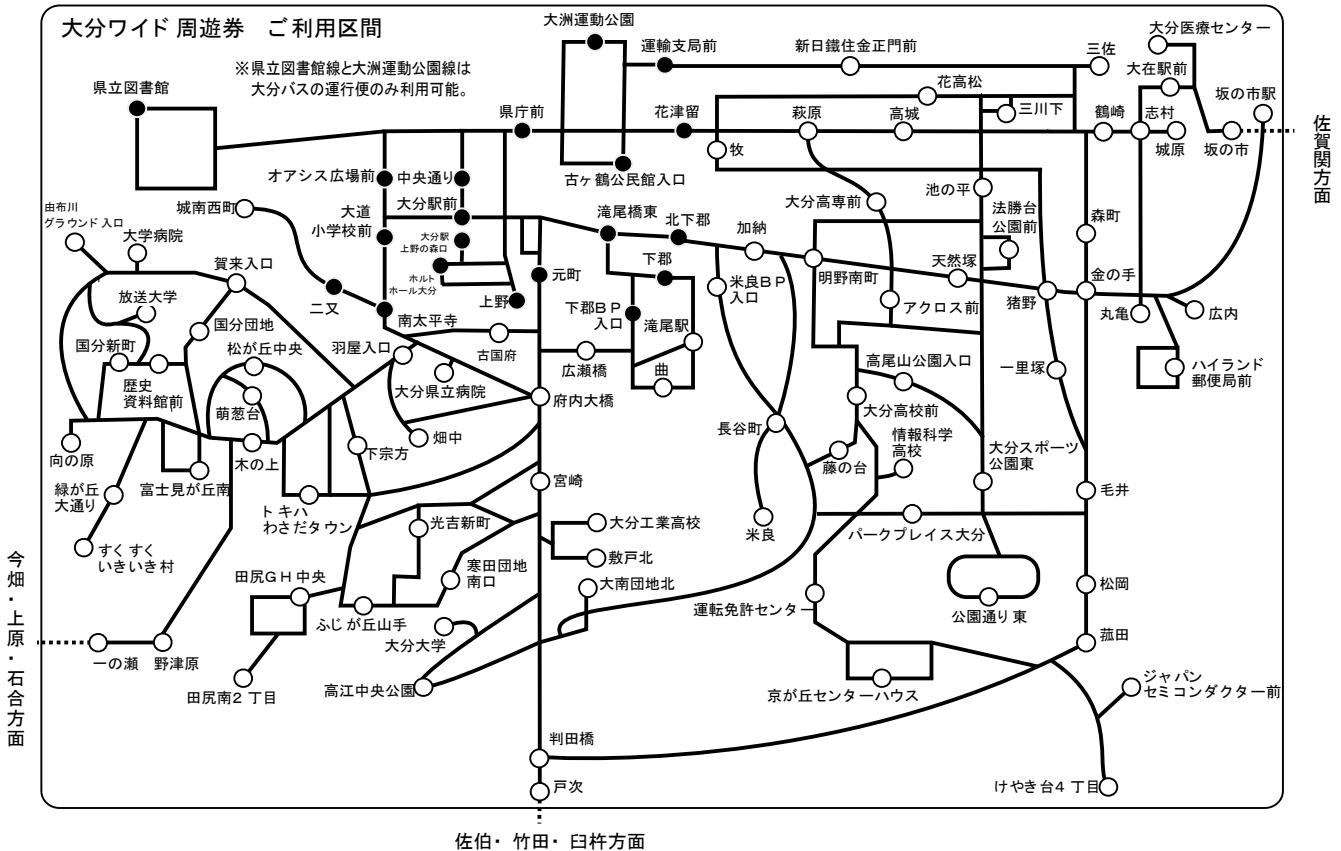 大分ワイド 周遊券　ご利用区間
※県立図書館線と大洲運動公園線は
大分バスの運行便のみ利用可能。
大洲運動公園
運輸支局前
新日鐵住金正門前
三佐
大分医療センター
大在駅前
坂の市駅
県立図書館
県庁前
花津留
萩原
高城
花高松
三川下
鶴崎
志村
城原
坂の市
佐賀関方面
牧
古ヶ鶴公民館入口
オアシス広場前
中央通り
大分駅前
城南西町
大道
小学校前
大分駅
上野の森口
ホルト
ホール大分
上野
由布川
グラウンド入口
大学病院
賀来入口
放送大学
二又
南太平寺
元町
滝尾橋東
北下郡
下郡
下郡BP
入口
滝尾駅
曲
加納
米良BP
入口
大分高専前
明野南町
アクロス前
池の平
法勝台
公園前
天然塚
猪野
森町
金の手
丸亀
広内
ハイランド
郵便局前
国分新町
国分団地
歴史
資料館前
松が丘中央
萌葱台
羽屋入口
古国府
大分県立病院
広瀬橋
府内大橋
畑中
向の原
木の上
下宗方
富士見が丘南
緑が丘
大通り
すくすく
いきいき村
トキハ
わさだタウン
宮崎
光吉新町
寒田団地
南口
大分工業高校
敷戸北
大南団地北
田尻GH中央
ふじが丘山手
大分大学
高江中央公園
田尻南2丁目
一の瀬
野津原
今畑・上原・石合方面
長谷町
米良
高尾山公園入口
大分高校前
情報科学
高校
藤の台
一里塚
大分スポーツ
公園東
毛井
パークプレイス大分
運転免許センター
公園通り東
松岡
菰田
京が丘センターハウス
ジャパン
セミコンダクター前
けやき台4丁目
判田橋
戸次
佐伯・竹田・臼杵方面